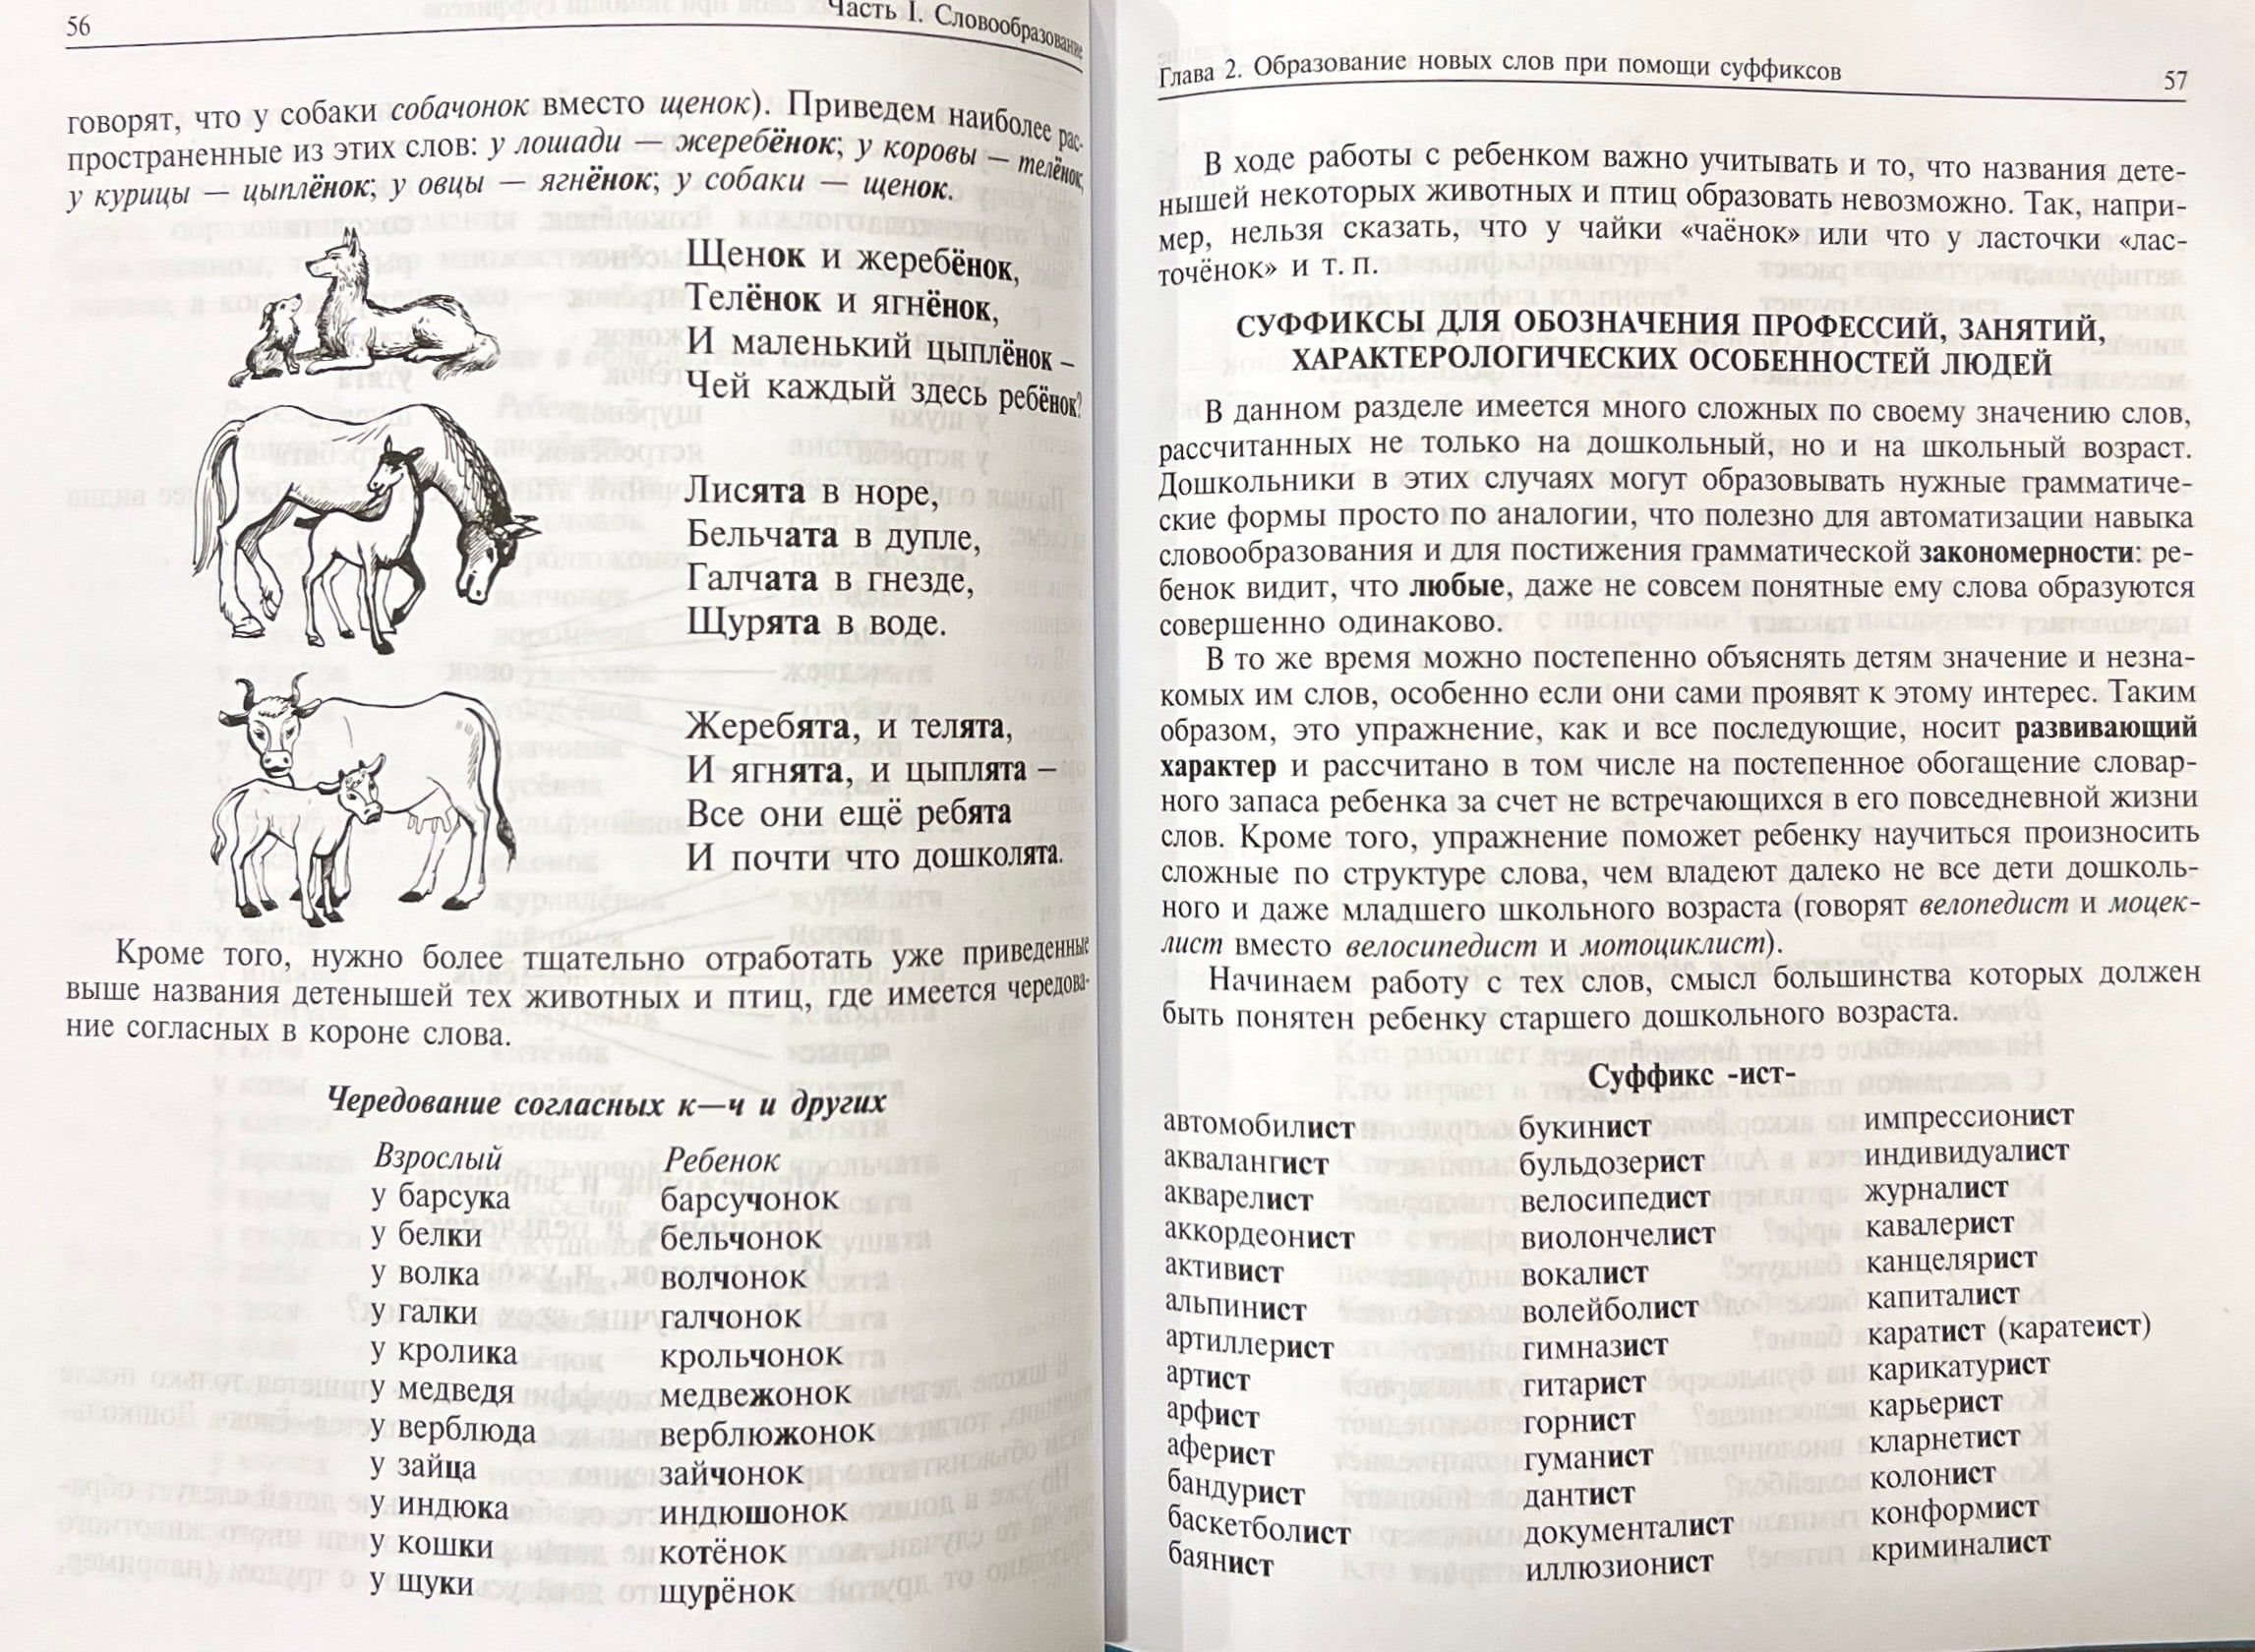 56
Часть I. Словообразование
говорят, что у собаки собачонок вместо щенок). Приведем наиболее рас-
пространенные из этих слов: у лошади — жеребёнок; у коровы — телёнок,
у курицы — цыплёнок; у овцы — ягнёнок; у собаки — щенок.
Щенок и жеребёнок,
Телёнок и ягнёнок,
И маленький цыплёнок –
Чей каждый здесь ребёнок?
Лисята в норе,
Бельчата в дупле,
Галчата в гнезде,
Щурята в воде.
Жеребята, и телята,
И ягнята, и цыплята –
Все они ещё ребята
И почти что дошколята.
Кроме того, нужно более тщательно отработать уже приведенные
выше названия детенышей тех животных и птиц, где имеется чередова-
ние согласных в короне слова.
Чередование согласных к—ч и других
Взрослый Ребенок
у барсука барсучонок
у белки бельчонок
у волка волчонок
у галки галчонок
у кролика крольчонок
у медведя медвежонок
у верблюда верблюжонок
у зайца зайчонок
у индюка индюшонок
у кошки котёнок
у щуки щурёнок
Глава 2. Образование новых слов при помощи суффиксов
57
В ходе работы с ребенком важно учитывать и то, что названия дете-
нышей некоторых животных и птиц образовать невозможно. Так, напри-
мер, нельзя сказать, что у чайки «чаёнок» или что у ласточки «лас-
точёнок» и т. п.
СУФФИКСЫ ДЛЯ ОБОЗНАЧЕНИЯ ПРОФЕССИЙ, ЗАНЯТИЙ,
ХАРАКТЕРОЛОГИЧЕСКИХ ОСОБЕННОСТЕЙ ЛЮДЕЙ
В данном разделе имеется много сложных по своему значению слов,
рассчитанных не только на дошкольный, но и на школьный возраст.
Дошкольники в этих случаях могут образовывать нужные грамматиче-
ские формы просто по аналогии, что полезно для автоматизации навыка
словообразования и для постижения грамматической закономерности: ре-
бенок видит, что любые, даже не совсем понятные ему слова образуются
совершенно одинаково.
В то же время можно постепенно объяснять детям значение и незна-
комых им слов, особенно если они сами проявят к этому интерес. Таким
образом, это упражнение, как и все последующие, носит развивающий
характер и рассчитано в том числе на постепенное обогащение словар-
ного запаса ребенка за счет не встречающихся в его повседневной жизни
слов. Кроме того, упражнение поможет ребенку научиться произносить
сложные по структуре слова, чем владеют далеко не все дети дошколь-
ного и даже младшего школьного возраста (говорят велопедист и моцек-
лист вместо велосипедист и мотоциклист).
Начинаем работу с тех слов, смысл большинства которых должен
быть понятен ребенку старшего дошкольного возраста.
Суффикс -ист-
автомобилист букинист импрессионист
аквалангист бульдозерист индивидуалист
акварелист велосипедист журналист
аккордеонист виолончелист кавалерист
активист вокалист канцелярист
альпинист волейболист капиталист
артиллерист гимназист каратист (каратеист)
артист гитарист карикатурист
арфист горнист карьерист
аферист гуманист кларнетист
бандурист дантист колонист
баскетболист документалист конформист
баянист иллюзионист криминалист